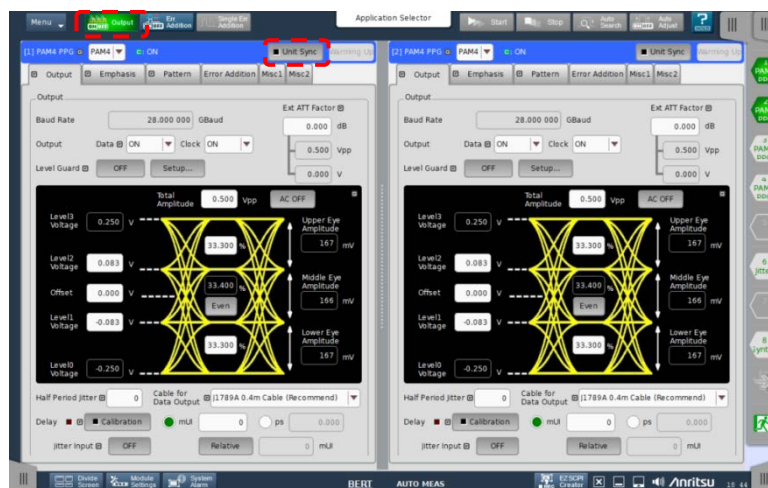 Menu
Output
Err. Addition
Single Err Addition
Application Selector
Start
Stop
Auto Search
Auto Adjust
[1] PAM4 PPG
PAM4
C: ON
Unit Sync
Warming Up
Output
Emphasis
Pattern
Error Addition
Misc1
Misc2
Output
Ext ATT Factor
Baud Rate
28.000 000
GBaud
0.000
dB
Output
Data
ON
Clock
ON
0.500
Vpp
Level Guard
OFF
Setup...
0.000
V
Total Amplitude
0.500
Vpp
AC OFF
Level3 Voltage
0.250
V
Upper Eye Amplitude
167
mV
33.300
%
Level2 Voltage
0.083
V
Middle Eye Amplitude
166
mV
33.400
%
Offset
0.000
V
Even
Level1 Voltage
-0.083
V
Lower Eye Amplitude
167
mV
33.300
%
Level0 Voltage
-0.250
V
Half Period Jitter
0
Cable for Data Output
J1789A 0.4m Cable (Recommend)
Delay
Calibration
mUI
0
ps
0.000
Jitter Input
OFF
Relative
0
mUI
[2] PAM4 PPG
PAM4
C: ON
Unit Sync
Warming Up
Output
Emphasis
Pattern
Error Addition
Misc1
Misc2
Output
Ext ATT Factor
Baud Rate
28.000 000
GBaud
0.000
dB
Output
Data
ON
Clock
ON
0.500
Vpp
Level Guard
OFF
Setup...
0.000
V
Total Amplitude
0.500
Vpp
AC OFF
Level3 Voltage
0.250
V
Upper Eye Amplitude
167
mV
33.300
%
Level2 Voltage
0.083
V
Middle Eye Amplitude
166
mV
33.400
%
Offset
0.000
V
Even
Level1 Voltage
-0.083
V
Lower Eye Amplitude
167
mV
33.300
%
Level0 Voltage
-0.250
V
Half Period Jitter
0
Cable for Data Output
J1789A 0.4m Cable (Recommend)
Delay
Calibration
mUI
0
ps
0.000
Jitter Input
OFF
Relative
0
mUI
Divide Screen
Module Settings
System Alarm
BERT
AUTO MEAS
EZSCPI Creator
Anritsu
18 44